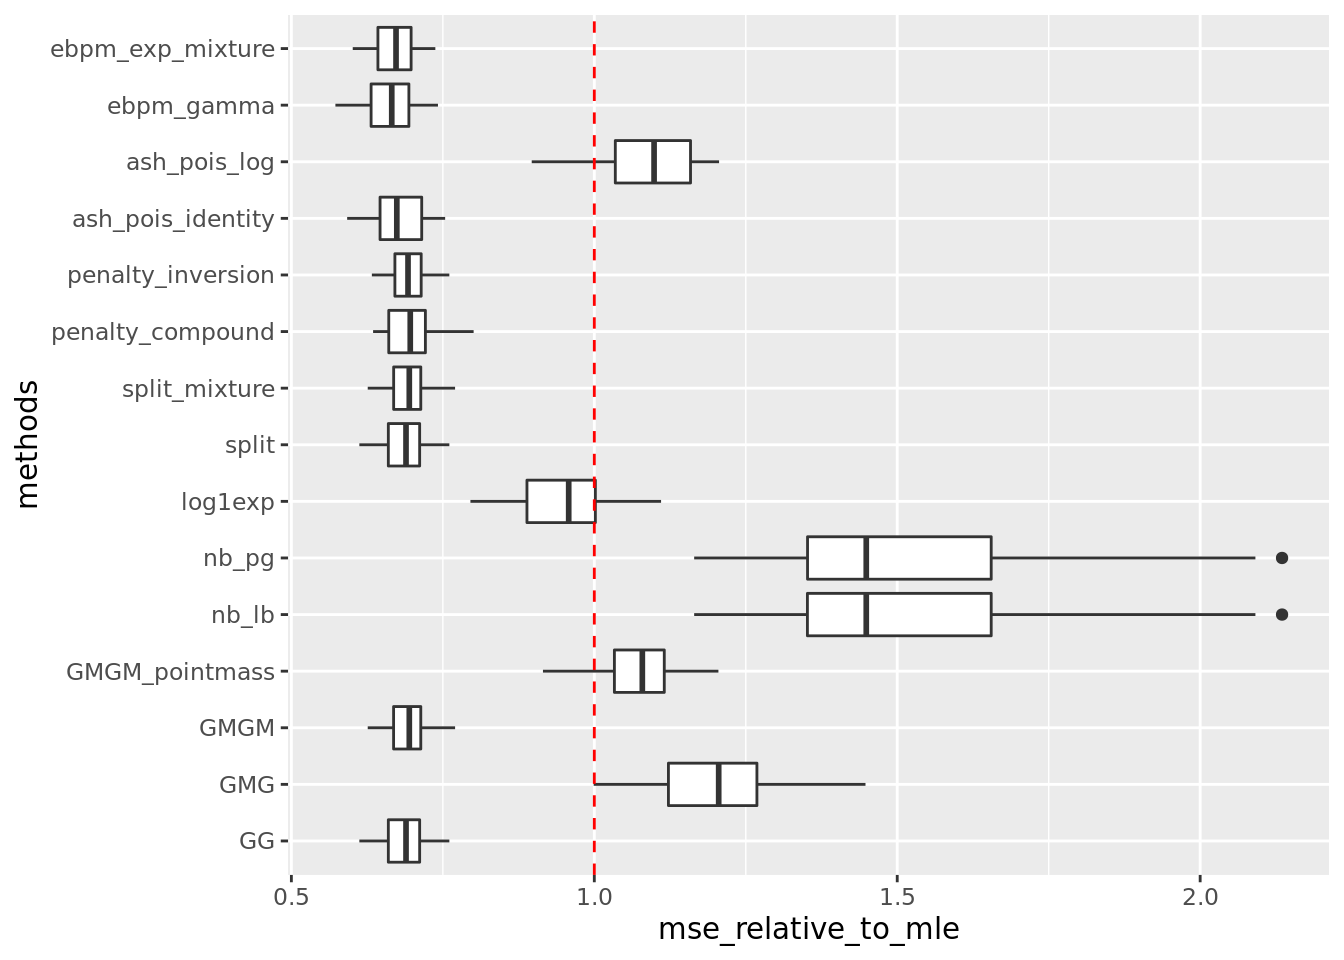 ebpm_exp_mixture
ebpm_gamma
ash_pois_log
ash_pois_identity
penalty_inversion
penalty_compound
split_mixture
split
log1exp
nb_pg
nb_lb
GMGM_pointmass
GMGM
GMG
GG
methods
0.5 1.0 1.5 2.0
mse_relative_to_mle